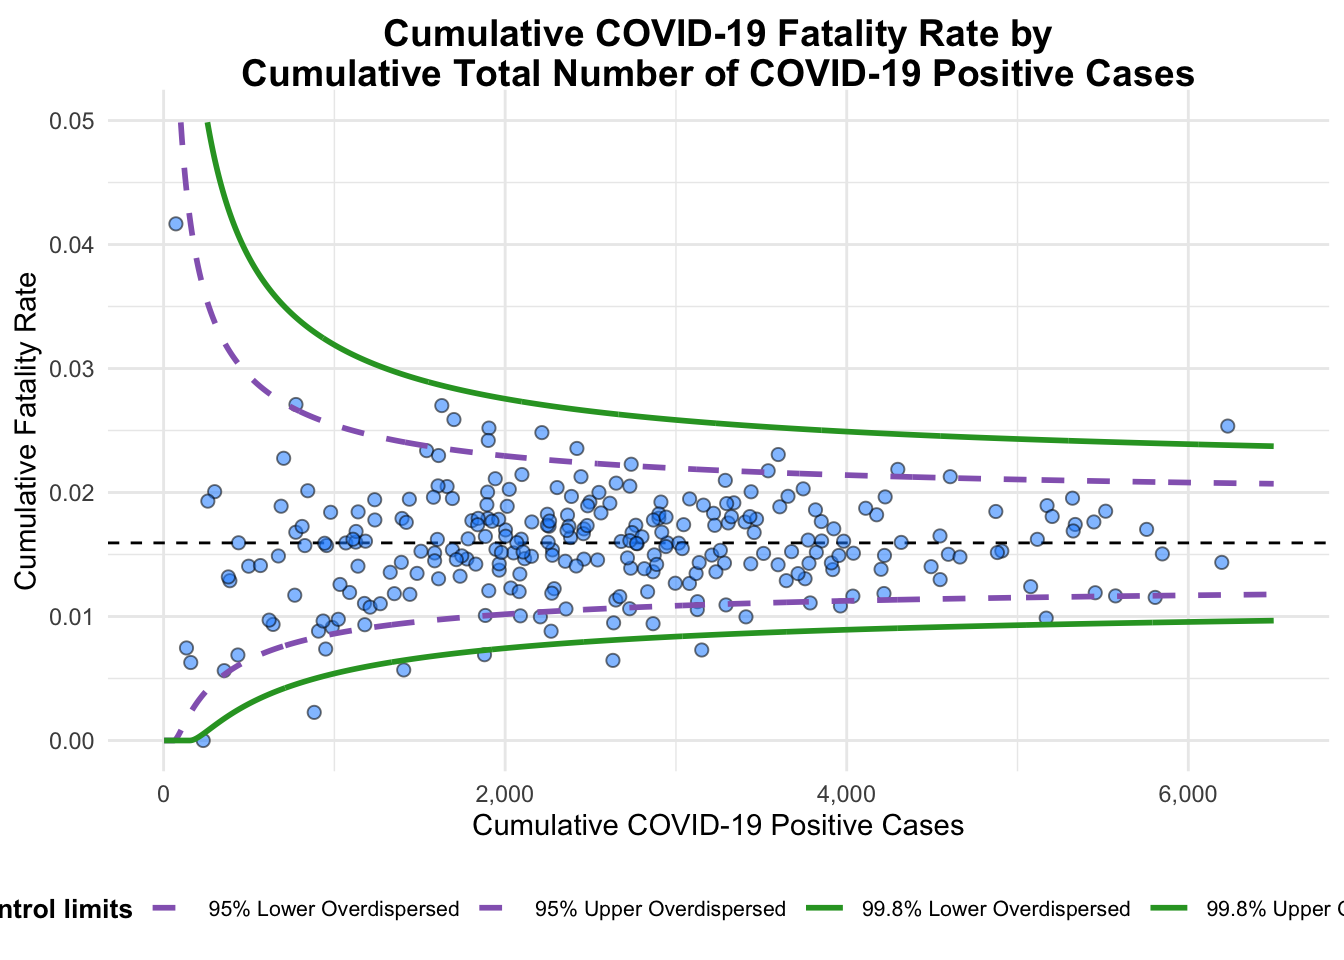 Cumulative COVID-19 Fatality Rate by
Cumulative Total Number of COVID-19 Positive Cases
Cumulative Fatality Rate
0.05
0.04
0.03
0.02
0.01
0.00
0 2,000 4,000 6,000
Cumulative COVID-19 Positive Cases
ntrol limits 95% Lower Overdispersed 95% Upper Overdispersed 99.8% Lower Overdispersed 99.8% Upper